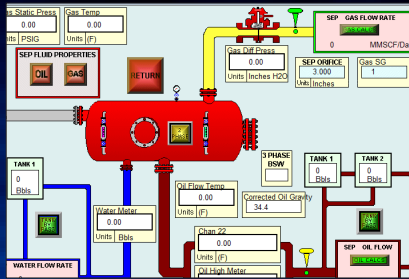 s Static Press
0.00
nits PSIG
Gas Temp
0.00
Units (F)
SEP FLUID PROPERTIES
OIL
GAS
RETURN
Gas Diff Press
0.00
Units Inches H2O
SEP GAS FLOW RATE
GAS CALC
0 MMSCF/Da
SEP ORIFICE
3.000
Units Inches
Gas SG
1
TANK 1
0
Bbls
3 PHASE
BSW
TANK 1
0
Bbls
TANK 2
0
Bbl
Oil Flow Temp
0.00
Units (F)
Corrected Oil Gravity
34.4
Water Meter
0.00
Units Bbls
Chan 22
0.00
Units (F)
Oil High Meter
WATER FLOW RATE
SEP OIL FLOW
OIL CALC